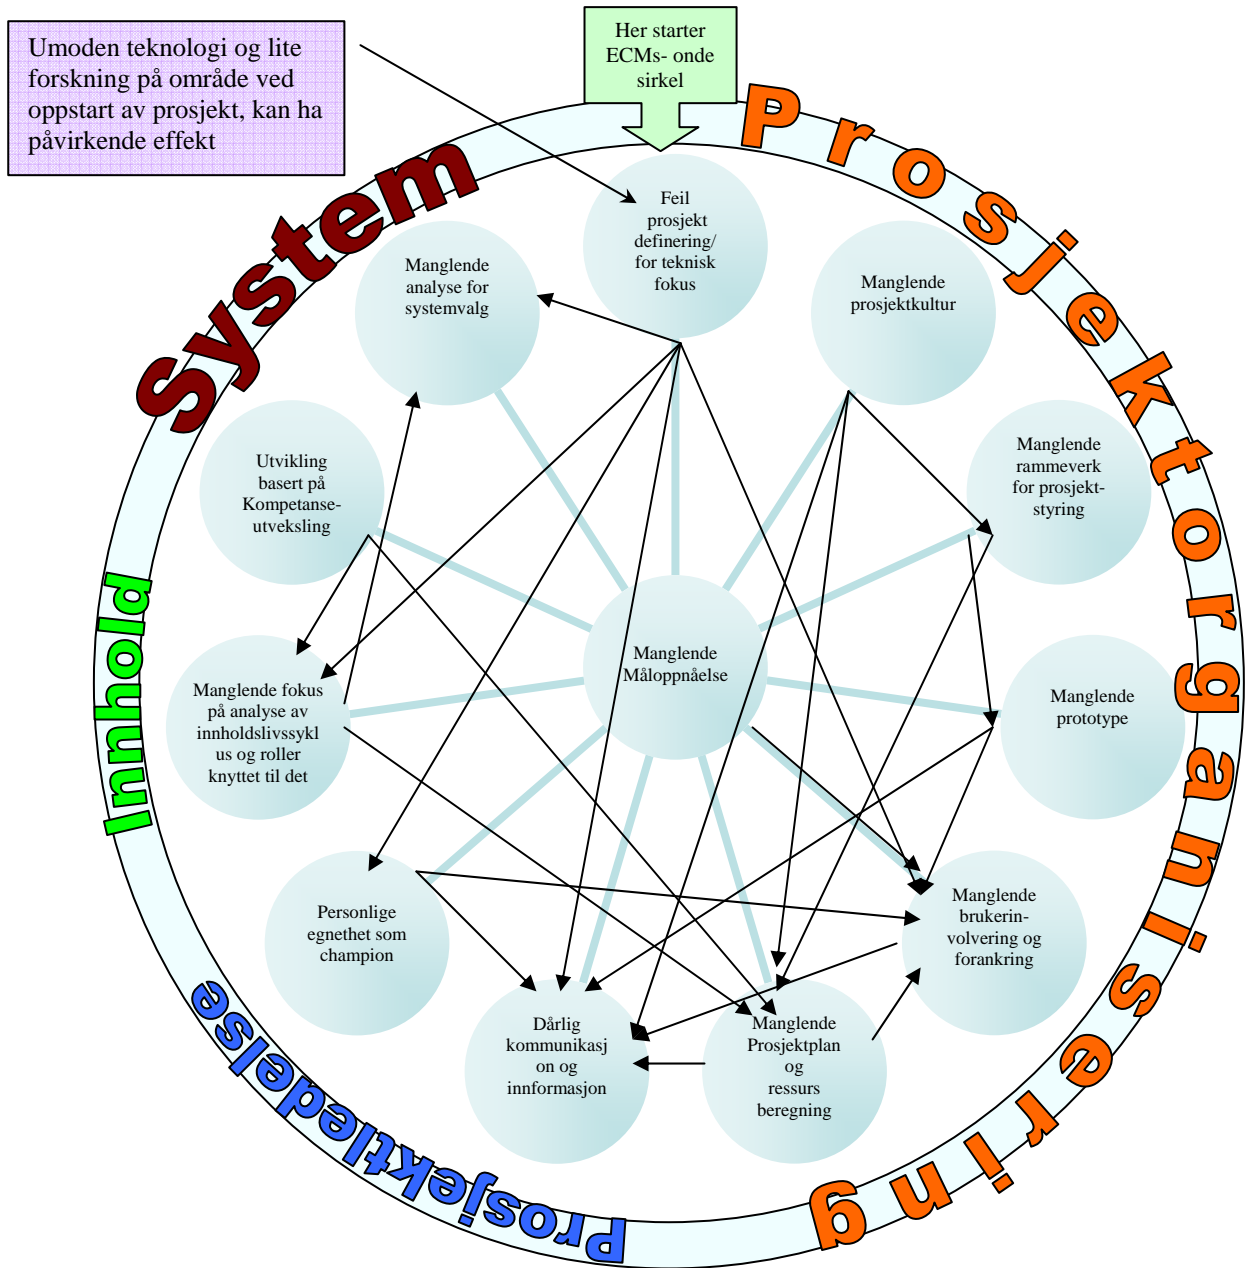 Umoden teknologi og lite
forskning på område ved
oppstart av prosjekt, kan ha
påvirkende effekt
Her starter
ECMs- onde
sirkel
Prosjektorganisering
System
Innhold
Prosjektledelse
Feil
prosjekt
definering/
for teknisk
fokus
Manglende
prosjektkultur
Manglende
rammeverk
for prosjekt-
styring
Manglende
prototype
Manglende
brukerin-
volvering og
forankring
Manglende
Prosjektplan
og
ressurs
beregning
Dårlig
kommunikasj
on og
innformasjon
Personlige
egnethet som
champion
Manglende fokus
på analyse av
innholdslivssykl
us og roller
knyttet til det
Utvikling
basert på
Kompetanse-
utveksling
Manglende
analyse for
systemvalg
Manglende
Måloppnåelse